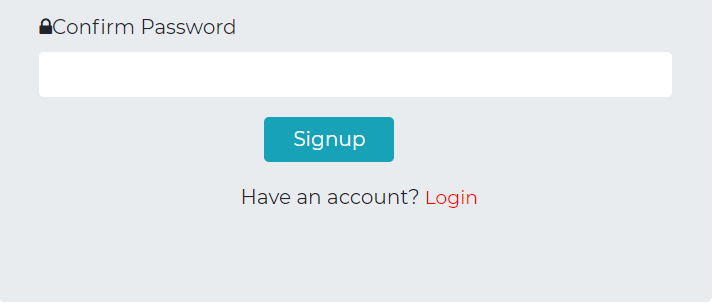 Confirm Password
Signup
Have an account? Login